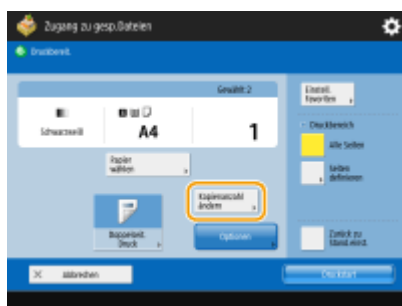 Zugang zu gesp.Dateien
Druckbereit.
Gewählt:2
Einstell.
Favoriten
Schwarzweiß
A4
1
Druckbereich
Alle Seiten
Papier
wählen
Seiten
definieren
Kopienanzahl
ändern
Doppelseit.
Druck
Optionen
Zurück zu
Stand.einst.
Abbrechen
Druckstart